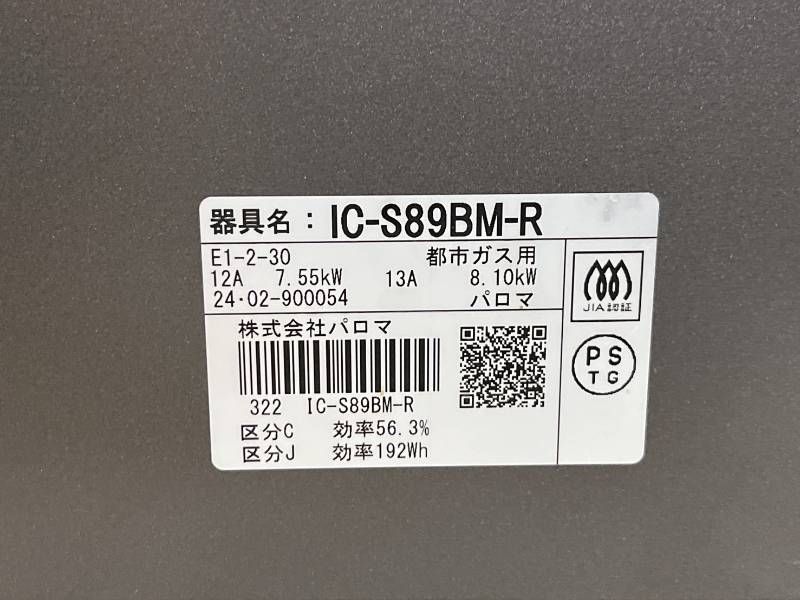 器具名：IC-S89BM-R
E1-2-30 都市ガス用
12A 7.55kW 13A 8.10kW
24・02-900054 パロマ
JIA認証
株式会社パロマ
322 IC-S89BM-R
PS
TG
区分C 効率56.3%
区分J 効率192Wh